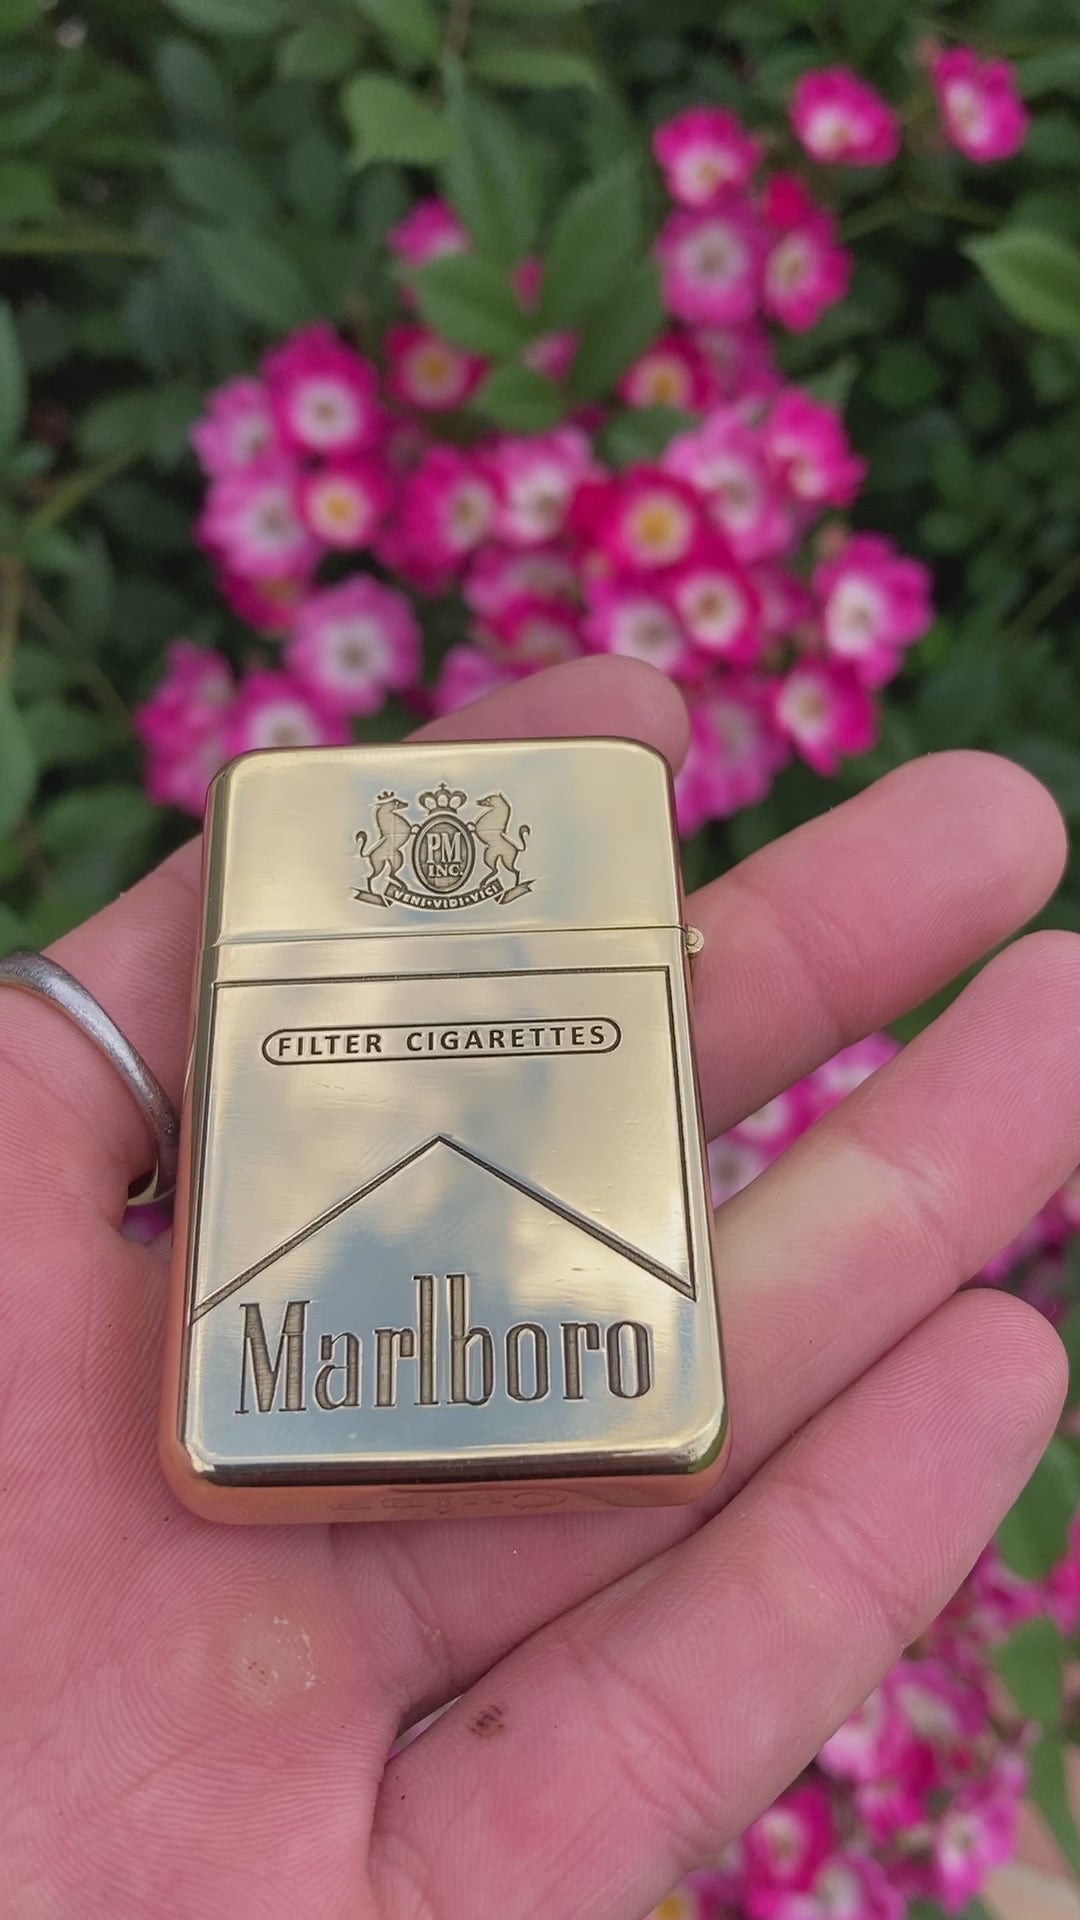 PM
INC.
VENI·VIDI·VICI
FILTER CIGARETTES
Marlboro